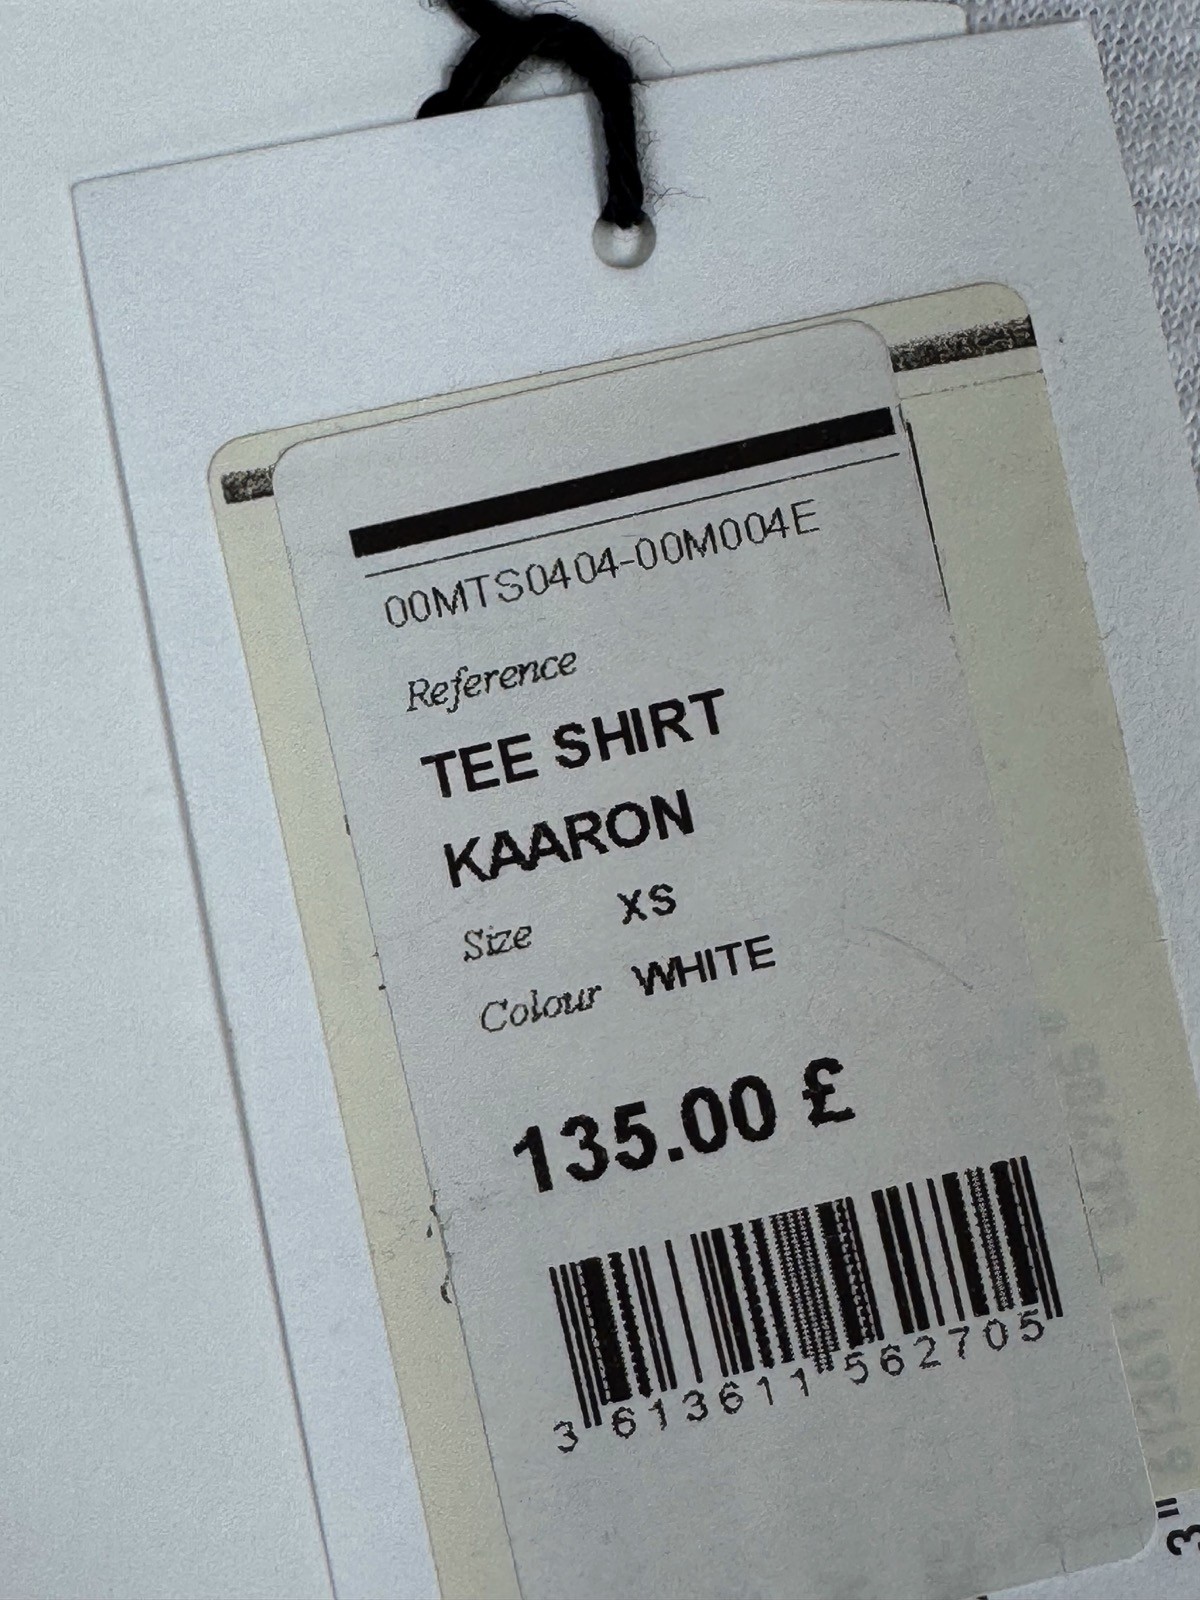 00MTS0404-00M004E
Reference
TEE SHIRT
KAARON
Size XS
Colour WHITE
135.00 £
3 613611 562705